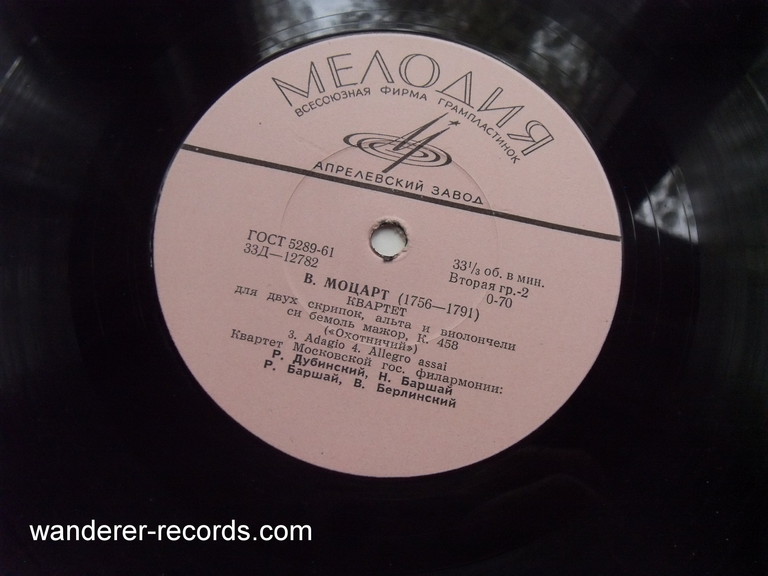 МЕЛОДИЯ
ВСЕСОЮЗНАЯ ФИРМА ГРАМПЛАСТИНОК
АПРЕЛЕВСКИЙ ЗАВОД
ГОСТ 5289-61
33Д—12782
33⅓ об. в мин.
Вторая гр.-2
0-70
В. МОЦАРТ (1756—1791)
КВАРТЕТ
для двух скрипок, альта и виолончели
си бемоль мажор, К. 458
(«Охотничий»)
3. Adagio 4. Allegro assai
Квартет Московской гос. филармонии:
Р. Дубинский, Н. Баршай
Р. Баршай, В. Берлинский
wanderer-records.com